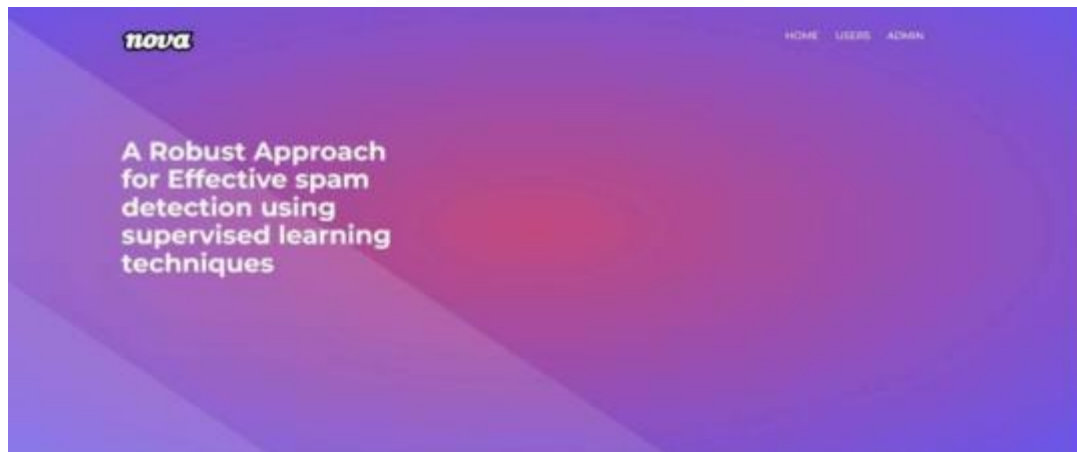 nova
HOME USERS ADMIN
A Robust Approach
for Effective spam
detection using
supervised learning
techniques